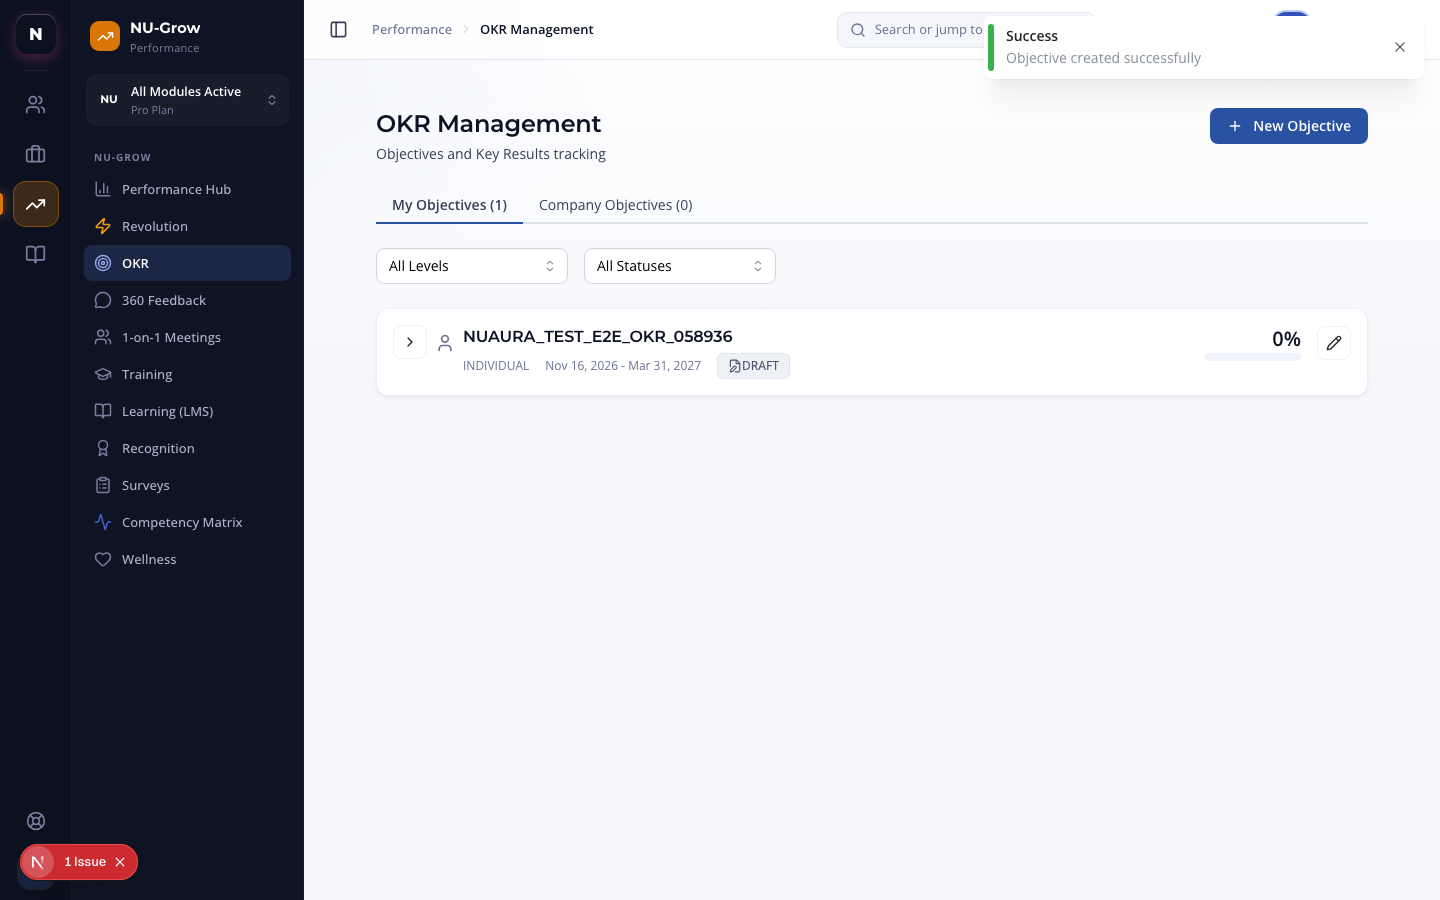 N
NU-Grow
Performance
NU
All Modules Active
Pro Plan
NU-GROW
Performance Hub
Revolution
OKR
360 Feedback
1-on-1 Meetings
Training
Learning (LMS)
Recognition
Surveys
Competency Matrix
Wellness
N
1 Issue
Performance
OKR Management
Search or jump to
Success
Objective created successfully
OKR Management
Objectives and Key Results tracking
New Objective
My Objectives (1)
Company Objectives (0)
All Levels
All Statuses
NUAURA_TEST_E2E_OKR_058936
INDIVIDUAL
Nov 16, 2026 - Mar 31, 2027
DRAFT
0%